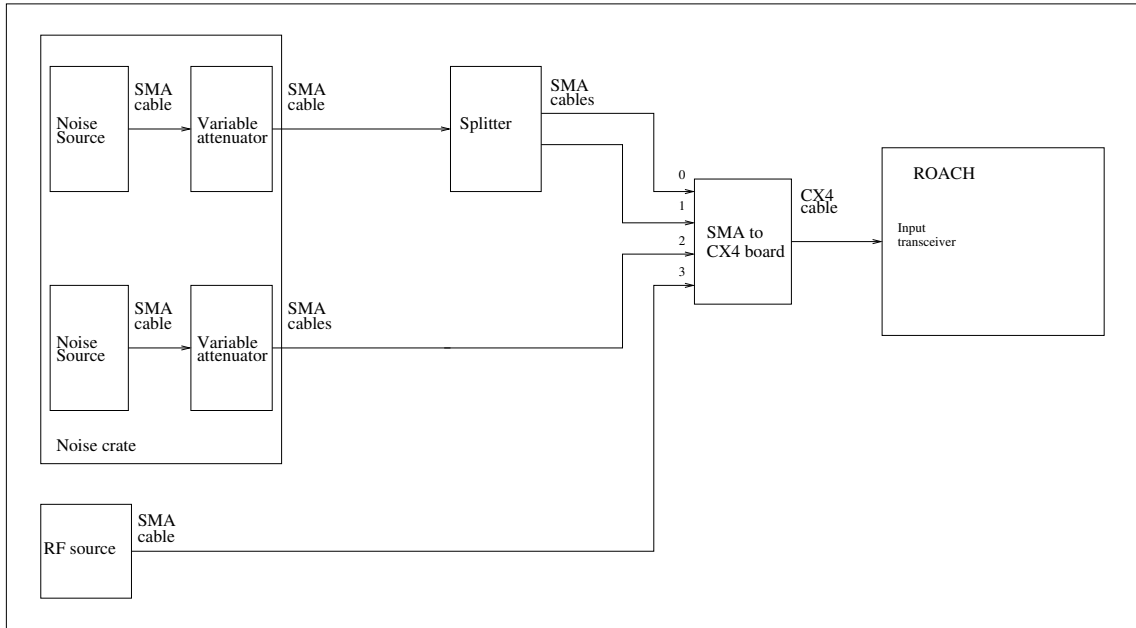 SMA
cable
Noise
Source
Variable
attenuator
SMA
cable
Splitter
SMA
cables
0
1
2
3
SMA to
CX4 board
CX4
cable
ROACH
Input
transceiver
SMA
cable
Noise
Source
Variable
attenuator
SMA
cables
Noise crate
RF source
SMA
cable